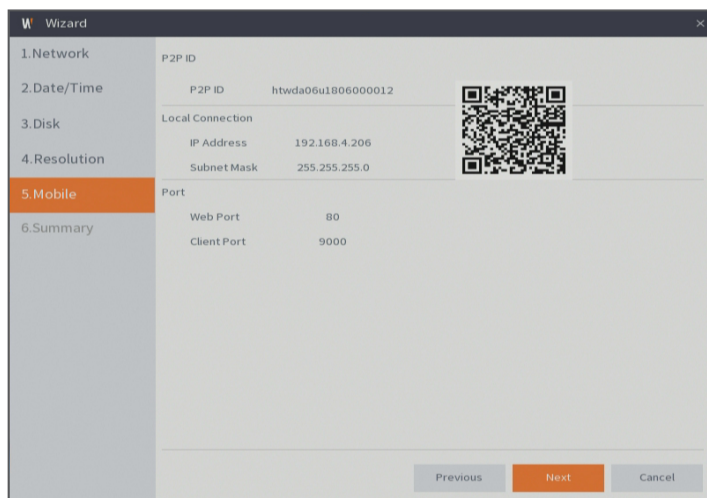 Wizard
1.Network
2.Date/Time
3.Disk
4.Resolution
5.Mobile
6.Summary
P2P ID
P2P ID htwda06u1806000012
Local Connection
IP Address 192.168.4.206
Subnet Mask 255.255.255.0
Port
Web Port 80
Client Port 9000
Previous Next Cancel